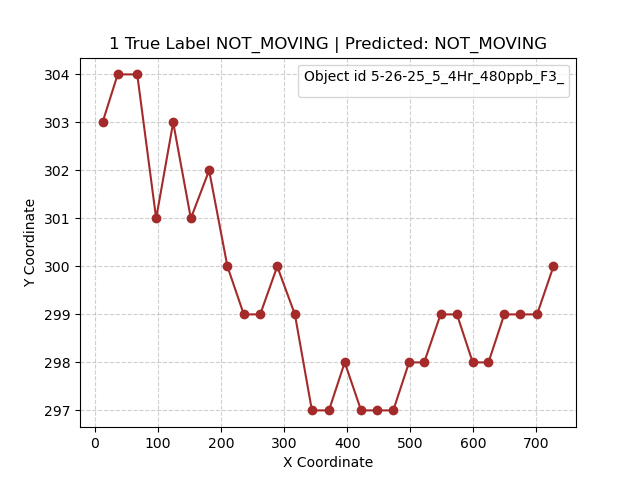 1 True Label NOT_MOVING | Predicted: NOT_MOVING
Object id 5-26-25_5_4Hr_480ppb_F3_
304
303
302
301
300
299
298
297
Y Coordinate
0 100 200 300 400 500 600 700
X Coordinate